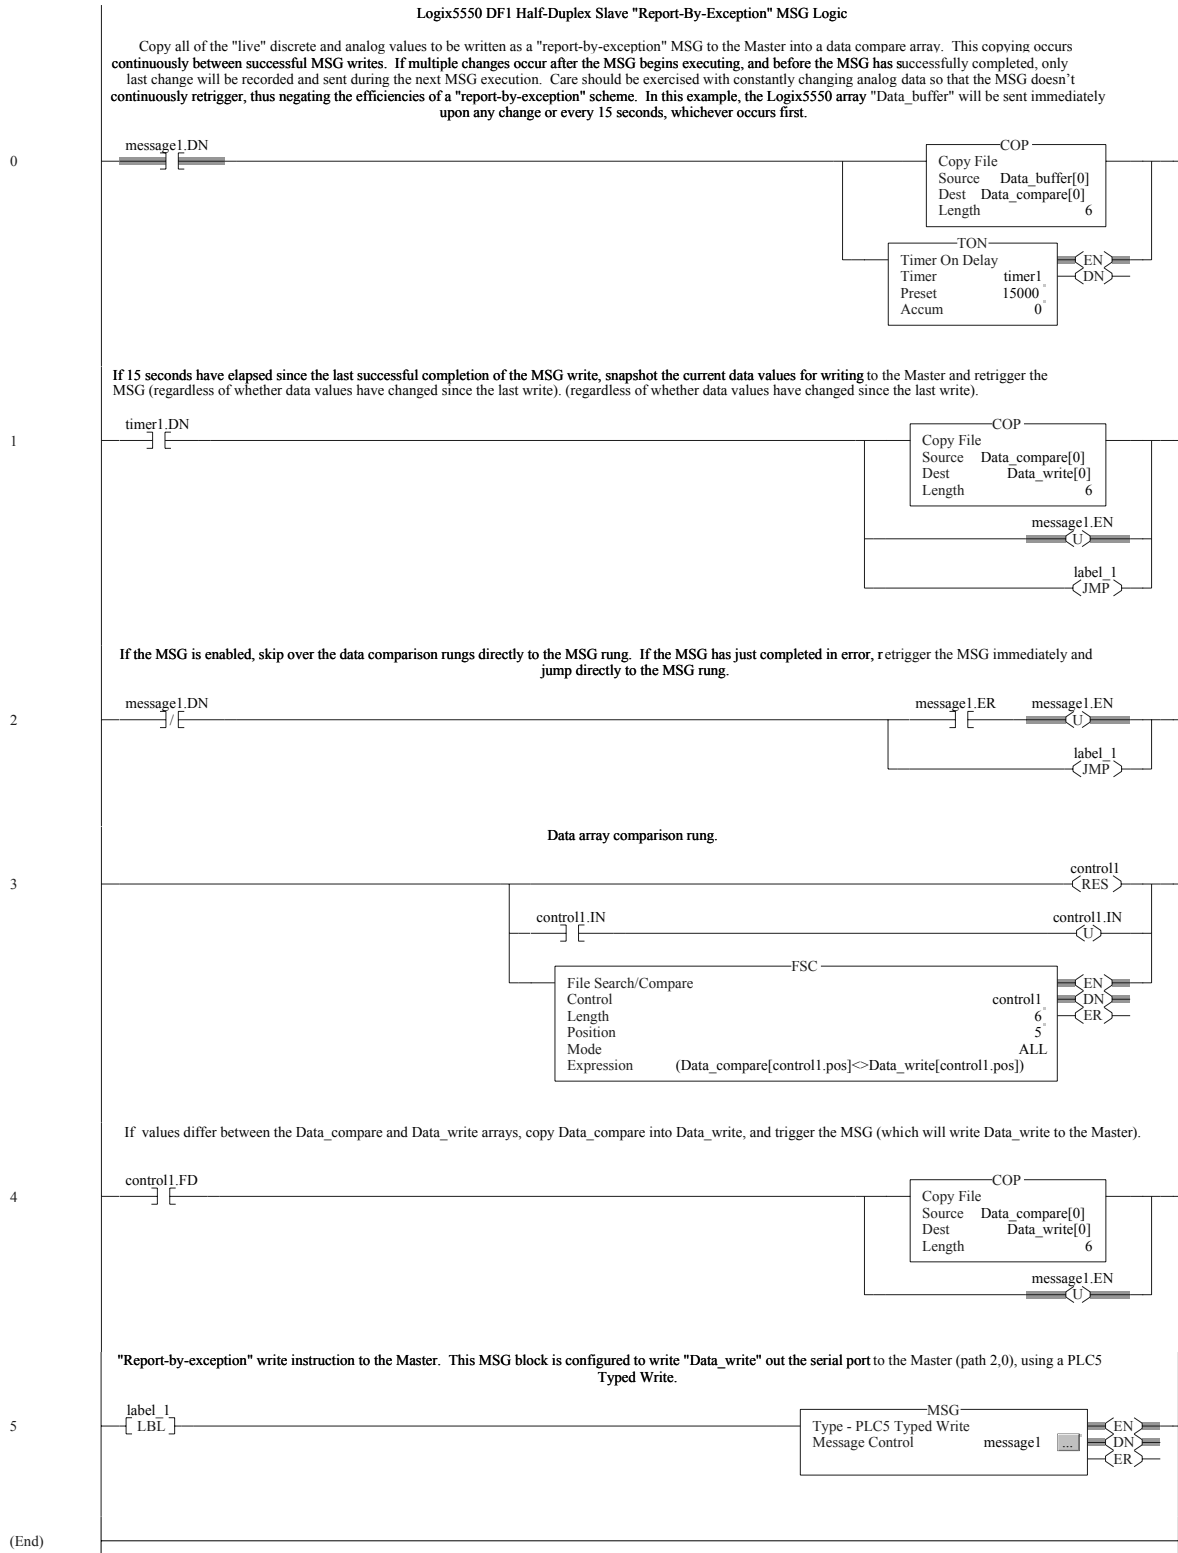 Logix5550 DF1 Half-Duplex Slave "Report-By-Exception" MSG Logic
Copy all of the "live" discrete and analog values to be written as a "report-by-exception" MSG to the Master into a data compare array. This copying occurs
continuously between successful MSG writes. If multiple changes occur after the MSG begins executing, and before the MSG has successfully completed, only
last change will be recorded and sent during the next MSG execution. Care should be exercised with constantly changing analog data so that the MSG doesn't
continuously retrigger, thus negating the efficiencies of a "report-by-exception" scheme. In this example, the Logix5550 array "Data_buffer" will be sent immediately
upon any change or every 15 seconds, whichever occurs first.
message1.DN
0
COP
Copy File
Source Data_buffer[0]
Dest Data_compare[0]
Length 6
TON
Timer On Delay
Timer timer1
Preset 15000
Accum 0
EN
DN
If 15 seconds have elapsed since the last successful completion of the MSG write, snapshot the current data values for writing to the Master and retrigger the
MSG (regardless of whether data values have changed since the last write). (regardless of whether data values have changed since the last write).
timer1.DN
1
COP
Copy File
Source Data_compare[0]
Dest Data_write[0]
Length 6
message1.EN
U
label_1
JMP
If the MSG is enabled, skip over the data comparison rungs directly to the MSG rung. If the MSG has just completed in error, retrigger the MSG immediately and
jump directly to the MSG rung.
message1.DN
/
2
message1.ER
message1.EN
U
label_1
JMP
Data array comparison rung.
3
control1
RES
control1.IN
control1.IN
U
FSC
File Search/Compare
Control control1
Length 6
Position 5
Mode ALL
Expression (Data_compare[control1.pos]<>Data_write[control1.pos])
EN
DN
ER
If values differ between the Data_compare and Data_write arrays, copy Data_compare into Data_write, and trigger the MSG (which will write Data_write to the Master).
control1.FD
4
COP
Copy File
Source Data_compare[0]
Dest Data_write[0]
Length 6
message1.EN
U
"Report-by-exception" write instruction to the Master. This MSG block is configured to write "Data_write" out the serial port to the Master (path 2,0), using a PLC5
Typed Write.
label_1
5
LBL
MSG
Type - PLC5 Typed Write
Message Control message1 ...
EN
DN
ER
(End)